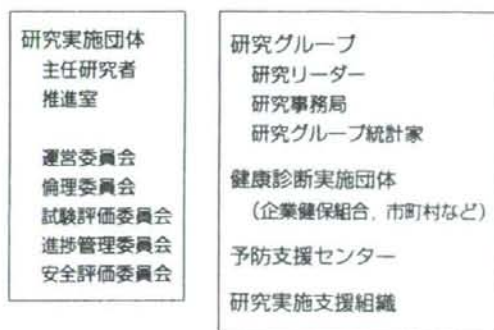 研究実施団体
主任研究者
推進室
運営委員会
倫理委員会
試験評価委員会
進捗管理委員会
安全評価委員会
研究グループ
研究リーダー
研究事務局
研究グループ統計家
健康診断実施団体
(企業健保組合, 市町村など)
予防支援センター
研究実施支援組織